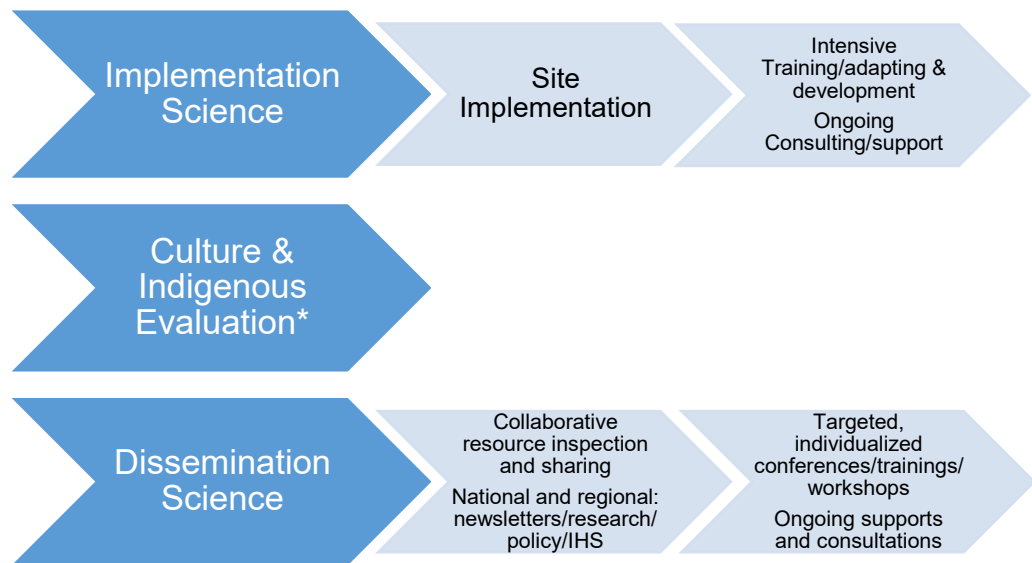 Implementation
Science
Site
Implementation
Intensive
Training/adapting &
development
Ongoing
Consulting/support
Culture &
Indigenous
Evaluation*
Dissemination
Science
Collaborative
resource inspection
and sharing
National and regional:
newsletters/research/
policy/IHS
Targeted,
individualized
conferences/trainings/
workshops
Ongoing supports
and consultations